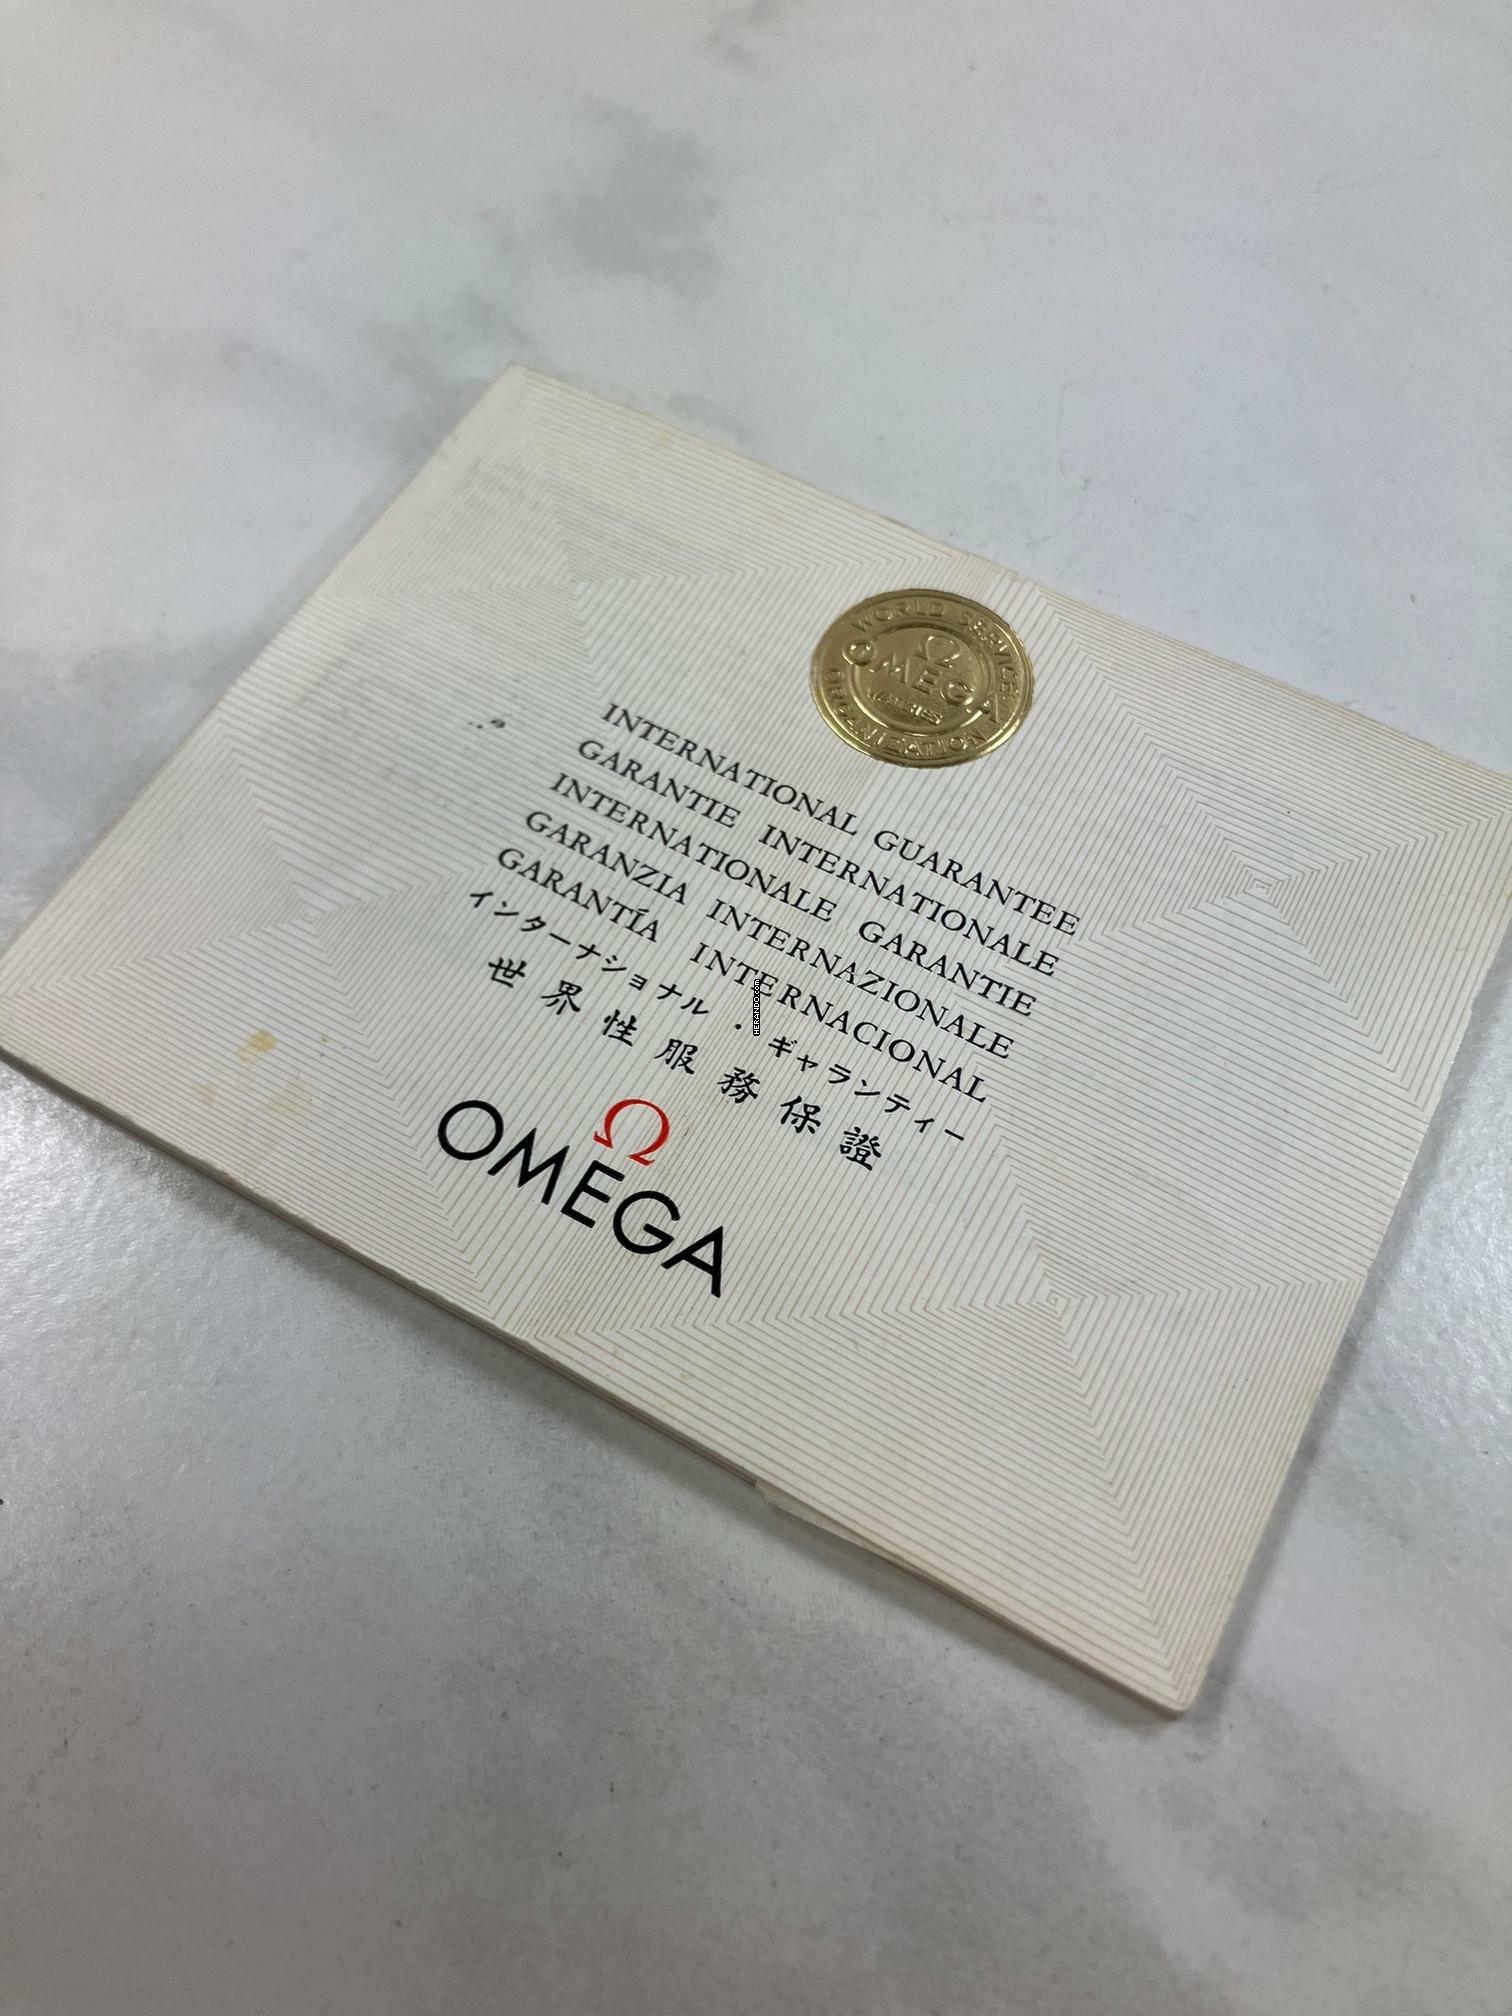 WORLD SERVICE
Ω
OMEGA
ORGANIZATION
INTERNATIONAL GUARANTEE
GARANTIE INTERNATIONALE
INTERNATIONALE GARANTIE
GARANZIA INTERNAZIONALE
GARANTÍA INTERNACIONAL
インターナショナル・ギャランティー
世界性服務保證
Ω
OMEGA
HERANDO.com